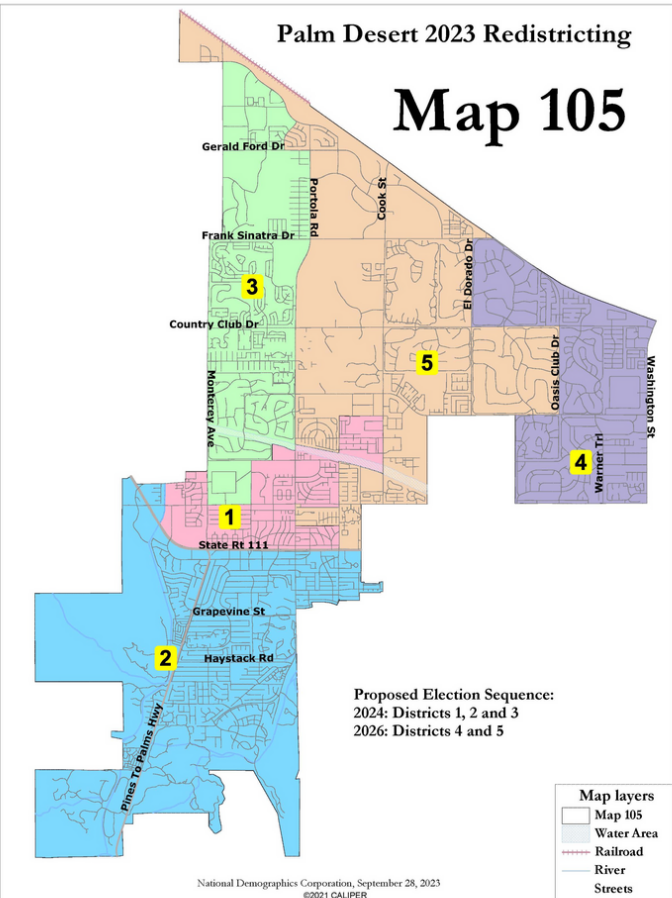 Palm Desert 2023 Redistricting
Map 105
Gerald Ford Dr
Portola Rd
Cook St
Frank Sinatra Dr
El Dorado Dr
3
Country Club Dr
5
Oasis Club Dr
Washington St
Monterey Ave
Warner Trl
4
1
State Rt 111
Grapevine St
2
Haystack Rd
Pines To Palms Hwy
Proposed Election Sequence:
2024: Districts 1, 2 and 3
2026: Districts 4 and 5
Map layers
Map 105
Water Area
Railroad
River
Streets
National Demographics Corporation, September 28, 2023
©2021 CALIPER